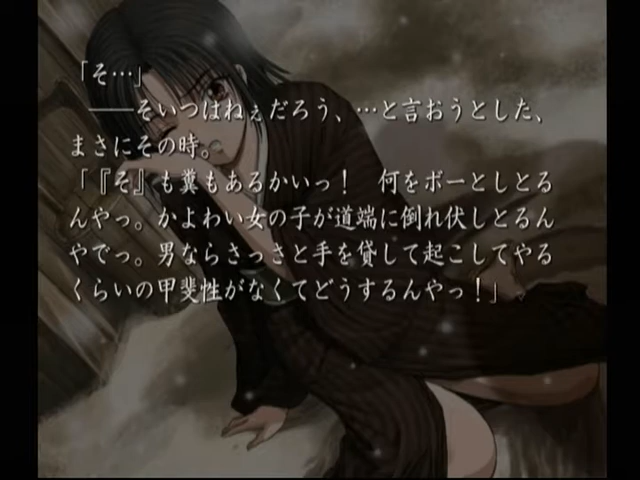 「そ…」
　――そいつはねぇだろう、…と言おうとした、
まさにその時。
「『そ』も糞もあるかいっ！　何をボーとしとる
んやっ。かよわい女の子が道端に倒れ伏しとるん
やでっ。男ならさっさと手を貸して起こしてやる
くらいの甲斐性がなくてどうするんやっ！」